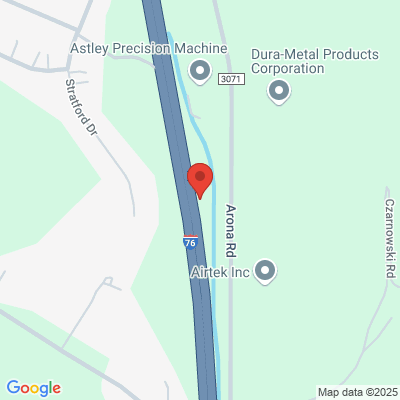 Astley Precision Machine
Dura-Metal Products
Corporation
3071
Stratford Dr
Arona Rd
Czarnowski Rd
76
Airtek Inc
Google
Map data ©2025